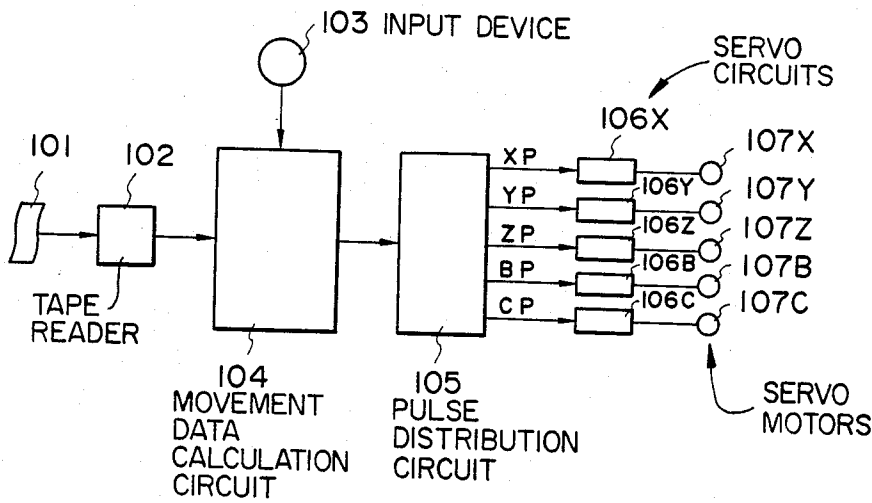 103 INPUT DEVICE
SERVO
CIRCUITS
101
102
106X
107X
XP
106Y
107Y
YP
106Z
107Z
ZP
106B
107B
BP
106C
107C
CP
TAPE
READER
104
MOVEMENT
DATA
CALCULATION
CIRCUIT
105
PULSE
DISTRIBUTION
CIRCUIT
SERVO
MOTORS